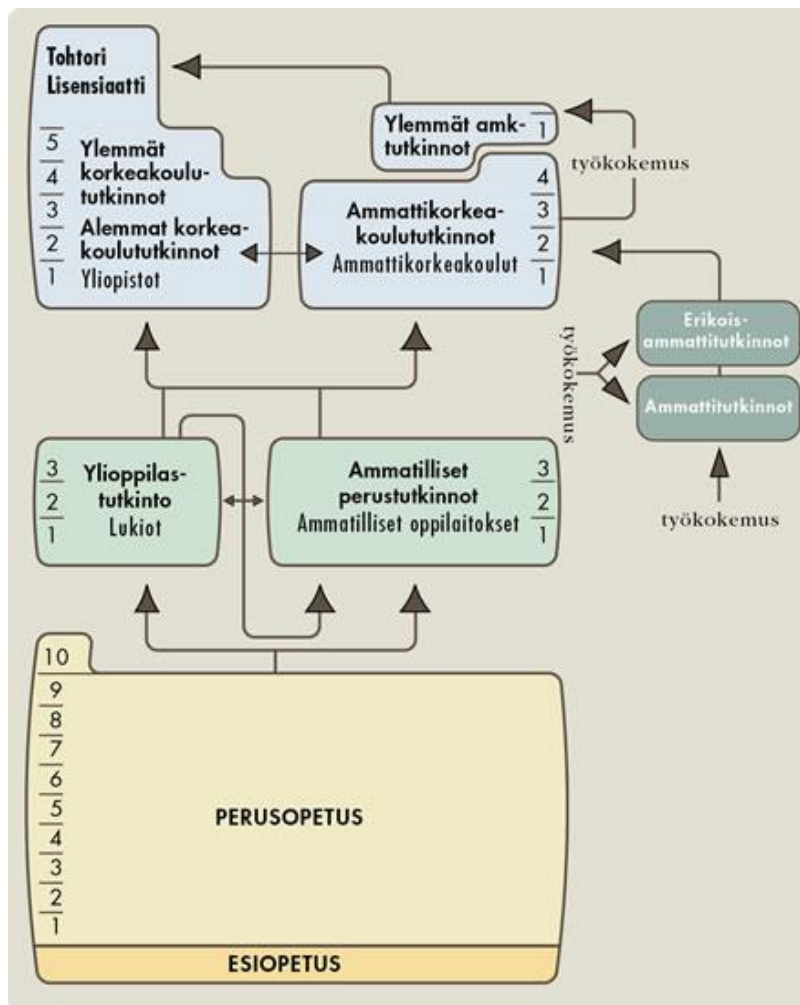 Tohtori
Lisensiaatti
5
4
3
2
1
Ylemmät
korkeakoulu-
tutkinnot
Alemmat korkea-
koulututkinnot
Yliopistot
Ylemmät amk-
tutkinnot
1
työkokemus
Ammattikorkea-
koulututkinnot
Ammattikorkeakoulut
4
3
2
1
Erikois-
ammattitutkinnot
työkokemus
Ammattitutkinnot
työkokemus
3
2
1
Ylioppilas-
tutkinto
Lukiot
Ammatilliset
perustutkinnot
Ammatilliset oppilaitokset
3
2
1
10
9
8
7
6
5
4
3
2
1
PERUSOPETUS
ESIOPETUS